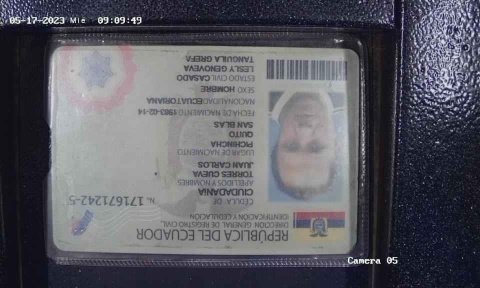 05-17-2023 Mie 09:09:49
REPÚBLICA DEL ECUADOR
DIRECCIÓN GENERAL DE REGISTRO CIVIL
IDENTIFICACIÓN Y CEDULACIÓN
CÉDULA DE
CIUDADANÍA
APELLIDOS Y NOMBRES
TORRES CUEVA
JUAN CARLOS
LUGAR DE NACIMIENTO
PICHINCHA
QUITO
SAN BLAS
FECHA DE NACIMIENTO 1983-02-14
NACIONALIDAD ECUATORIANA
SEXO HOMBRE
ESTADO CIVIL CASADO
LESLY GENOVEVA
TANGUILA GREFA
N. 171671242-5
Camera 05